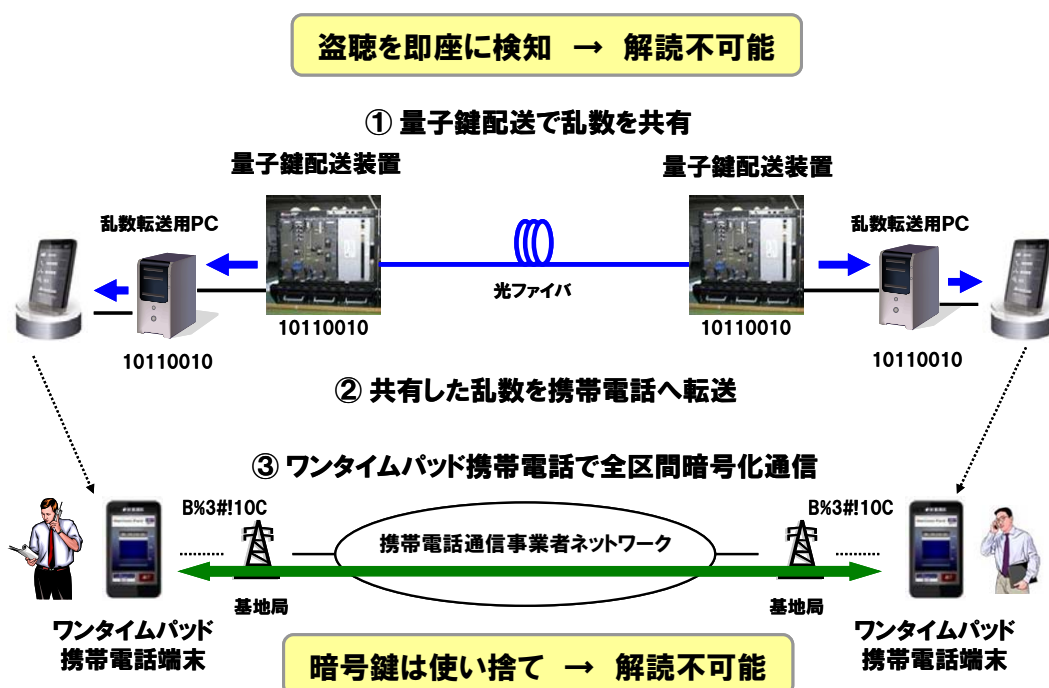 盗聴を即座に検知 → 解読不可能
① 量子鍵配送で乱数を共有
量子鍵配送装置
量子鍵配送装置
乱数転送用PC
乱数転送用PC
光ファイバ
10110010
10110010
10110010
10110010
② 共有した乱数を携帯電話へ転送
③ ワンタイムパッド携帯電話で全区間暗号化通信
B%3#!10C
B%3#!10C
携帯電話通信事業者ネットワーク
基地局
基地局
ワンタイムパッド
携帯電話端末
ワンタイムパッド
携帯電話端末
暗号鍵は使い捨て → 解読不可能